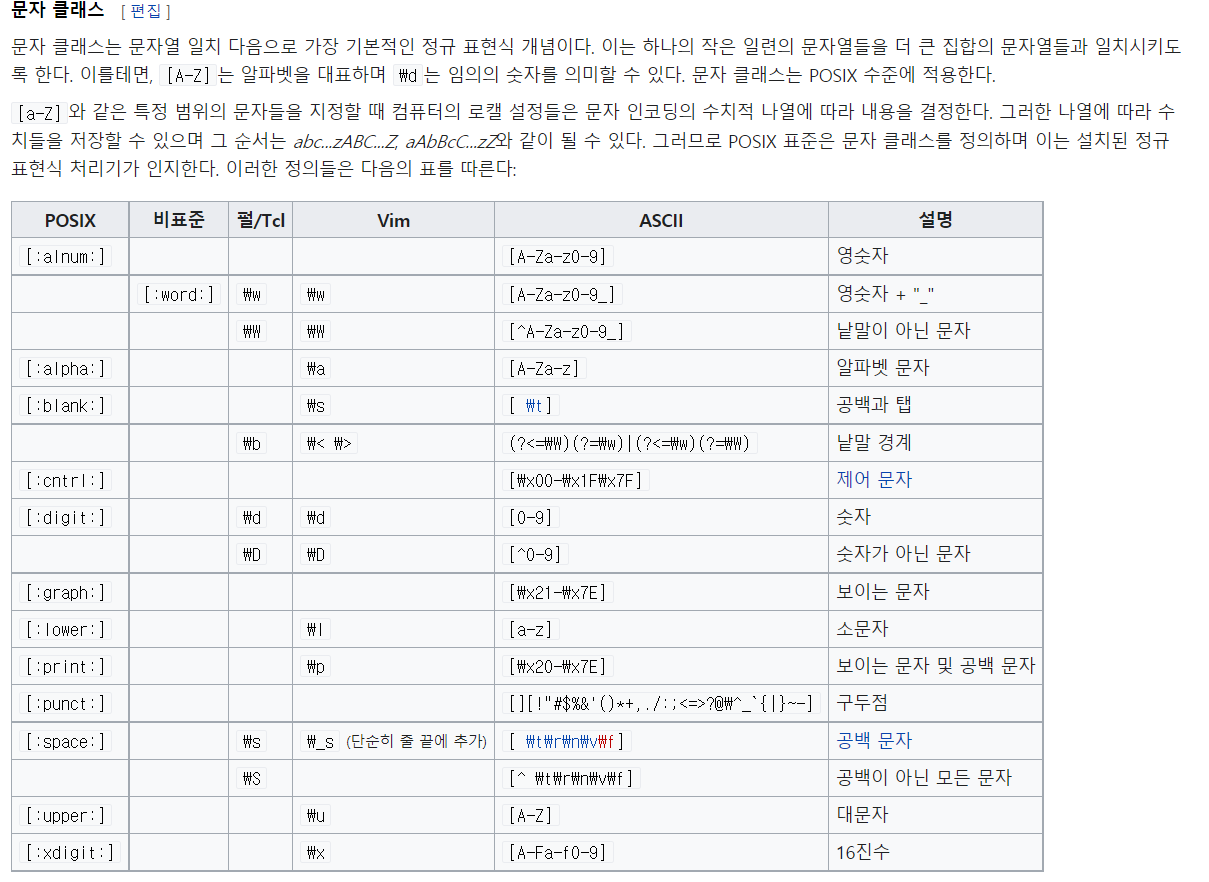 문자 클래스 [ 편집 ]
문자 클래스는 문자열 일치 다음으로 가장 기본적인 정규 표현식 개념이다. 이는 하나의 작은 일련의 문자열들을 더 큰 집합의 문자열들과 일치시키도
록 한다. 이를테면, [A-Z]는 알파벳을 대표하며 ₩d는 임의의 숫자를 의미할 수 있다. 문자 클래스는 POSIX 수준에 적용한다.
[a-Z]와 같은 특정 범위의 문자들을 지정할 때 컴퓨터의 로캘 설정들은 문자 인코딩의 수치적 나열에 따라 내용을 결정한다. 그러한 나열에 따라 수
치들을 저장할 수 있으며 그 순서는 abc...zABC...Z, aAbBcC...zZ와 같이 될 수 있다. 그러므로 POSIX 표준은 문자 클래스를 정의하며 이는 설치된 정규
표현식 처리기가 인지한다. 이러한 정의들은 다음의 표를 따른다:
POSIX 비표준 펄/Tcl Vim ASCII 설명
[:alnum:] [A-Za-z0-9] 영숫자
[:word:] ₩w ₩w [A-Za-z0-9_] 영숫자 + "_"
₩W ₩W [^A-Za-z0-9_] 낱말이 아닌 문자
[:alpha:] ₩a [A-Za-z] 알파벳 문자
[:blank:] ₩s [ ₩t] 공백과 탭
₩b ₩< ₩> (?<=₩W)(?=₩w)|(?<=₩w)(?=₩W) 낱말 경계
[:cntrl:] [₩x00-₩x1F₩x7F] 제어 문자
[:digit:] ₩d ₩d [0-9] 숫자
₩D ₩D [^0-9] 숫자가 아닌 문자
[:graph:] [₩x21-₩x7E] 보이는 문자
[:lower:] ₩l [a-z] 소문자
[:print:] ₩p [₩x20-₩x7E] 보이는 문자 및 공백 문자
[:punct:] [][!"#$%&'()*+,./:;<=>?@₩^_`{|}~-] 구두점
[:space:] ₩s ₩_s (단순히 줄 끝에 추가) [ ₩t₩r₩n₩v₩f] 공백 문자
₩S [^ ₩t₩r₩n₩v₩f] 공백이 아닌 모든 문자
[:upper:] ₩u [A-Z] 대문자
[:xdigit:] ₩x [A-Fa-f0-9] 16진수